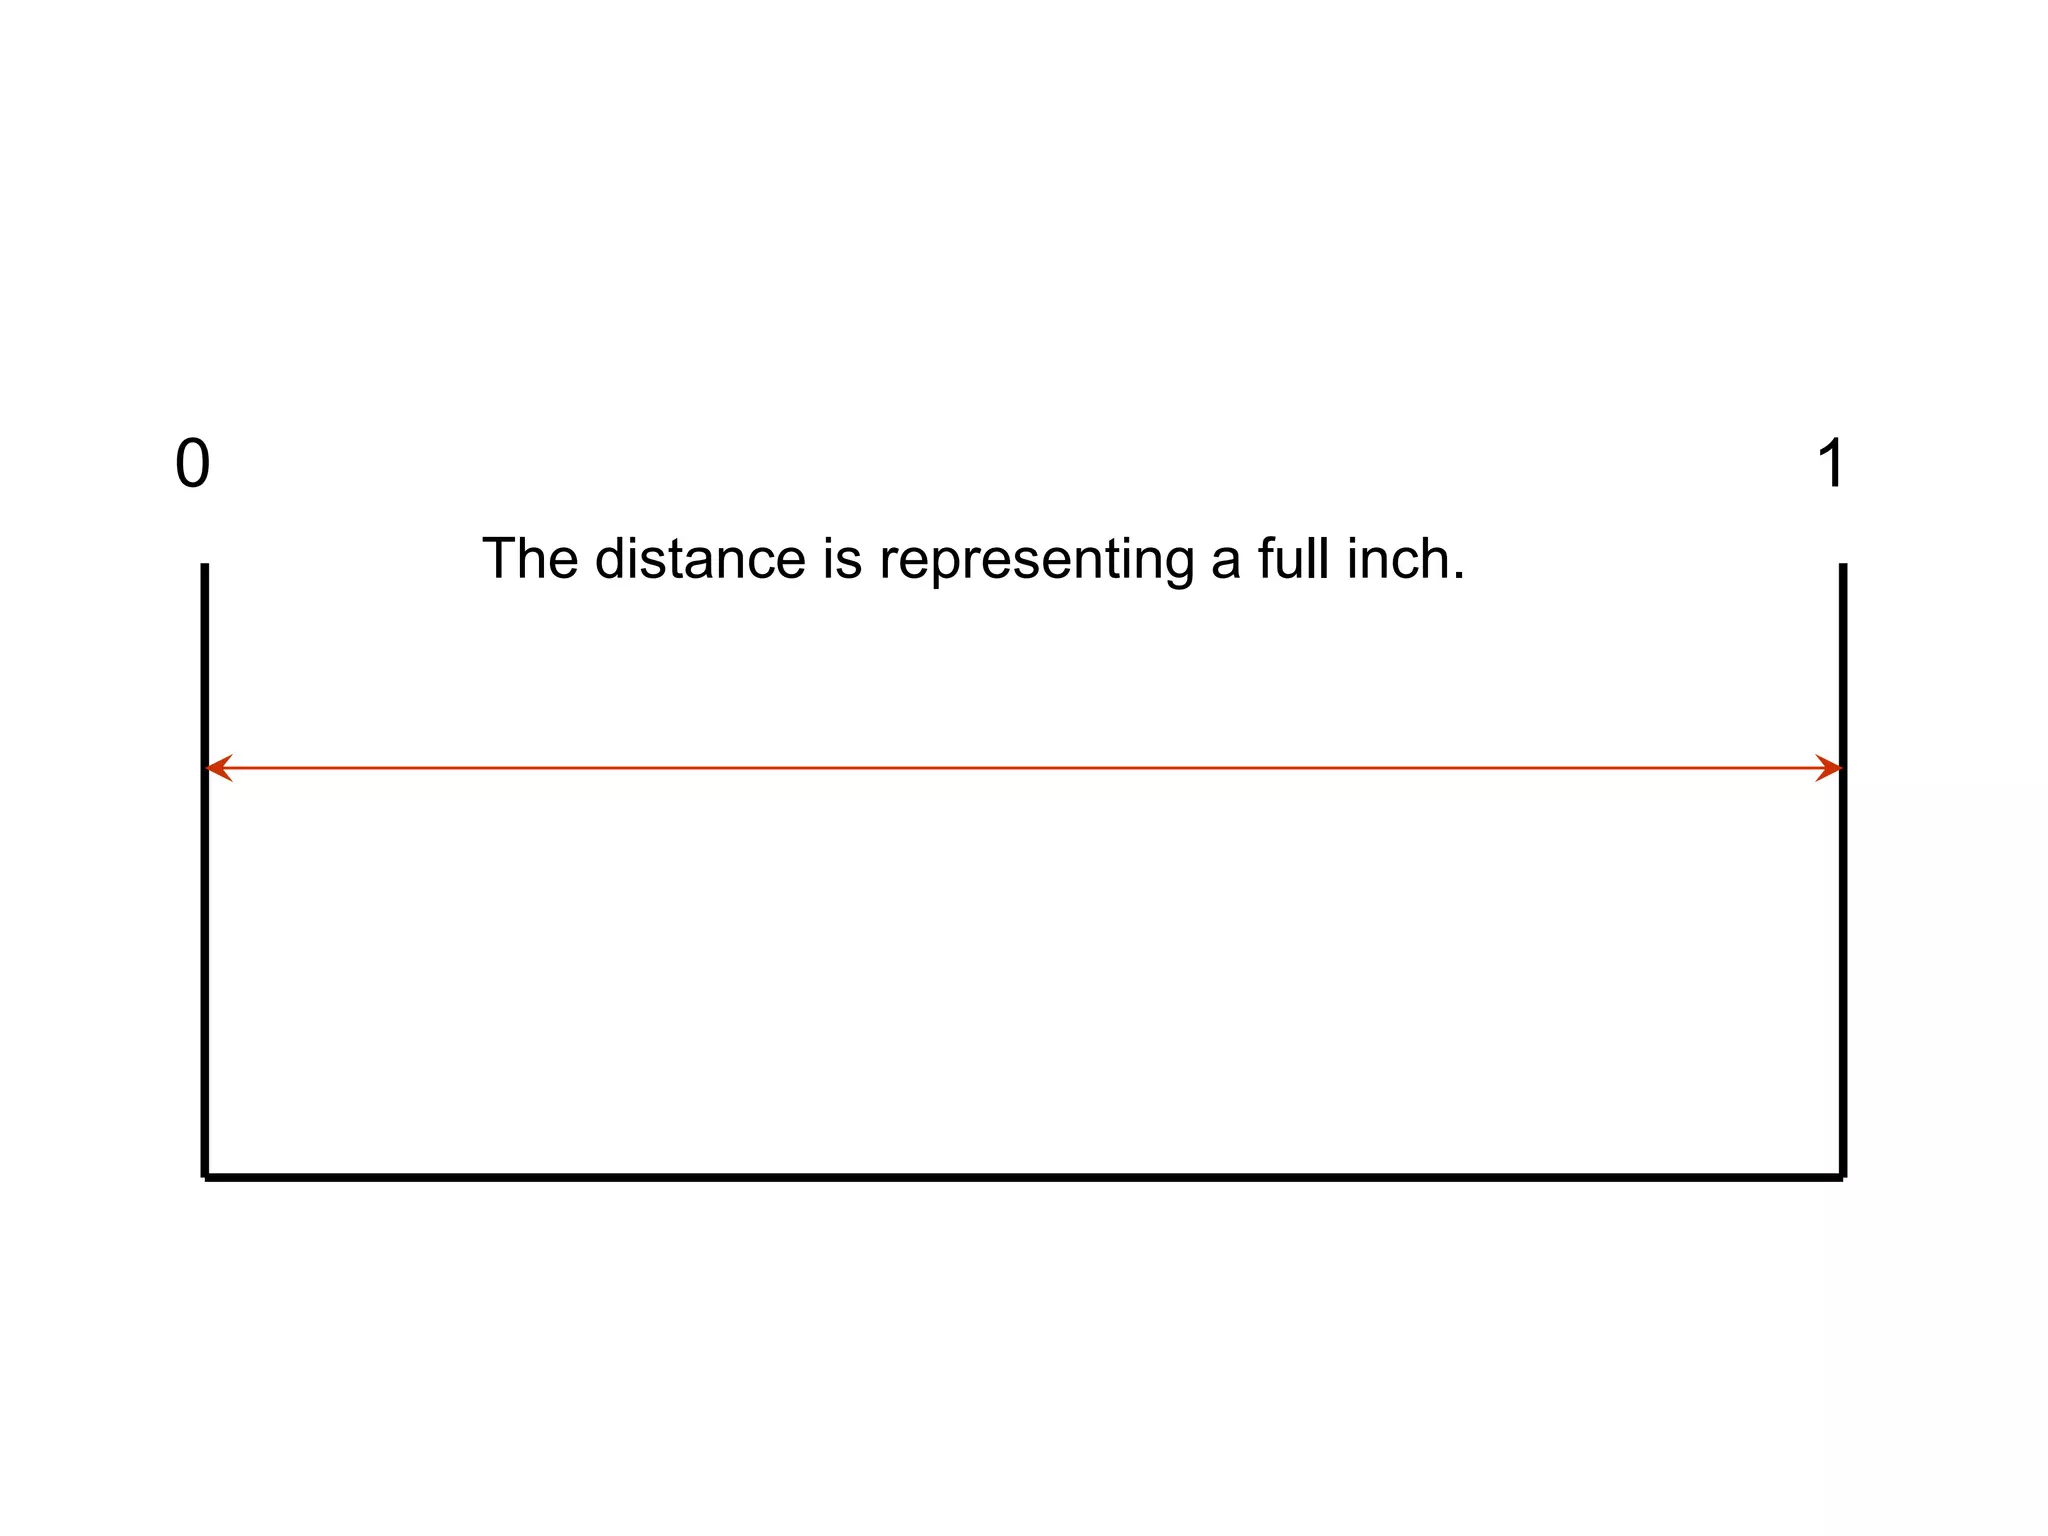 0 1
The distance is representing a full inch.